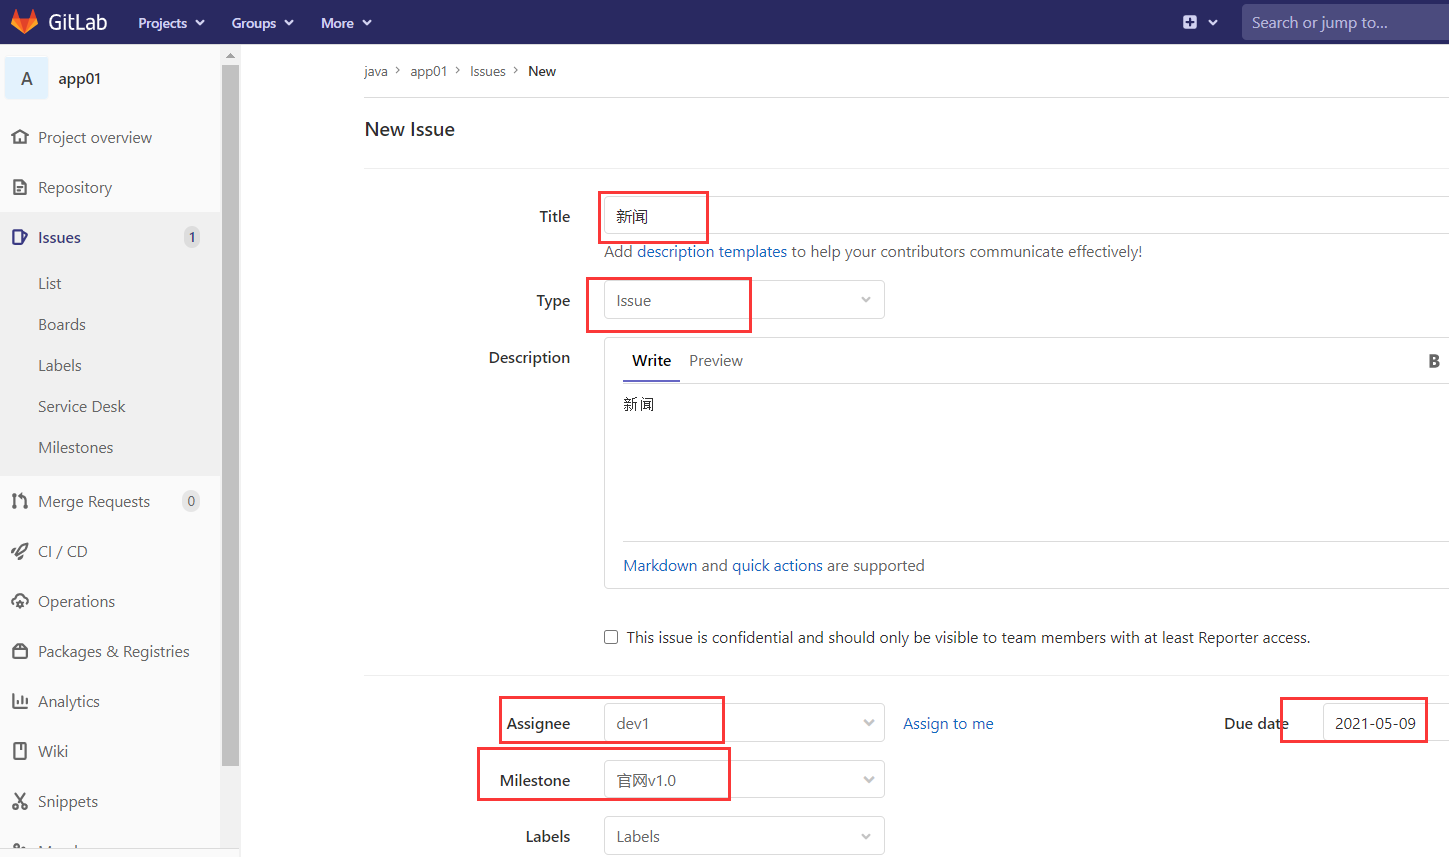 GitLab Projects Groups More Search or jump to...
A app01
Project overview
Repository
Issues 1
List
Boards
Labels
Service Desk
Milestones
Merge Requests 0
CI / CD
Operations
Packages & Registries
Analytics
Wiki
Snippets
java > app01 > Issues > New
New Issue
Title 新闻
Add description templates to help your contributors communicate effectively!
Type Issue
Description Write Preview B
新闻
Markdown and quick actions are supported
This issue is confidential and should only be visible to team members with at least Reporter access.
Assignee dev1 Assign to me Due date 2021-05-09
Milestone 官网v1.0
Labels Labels